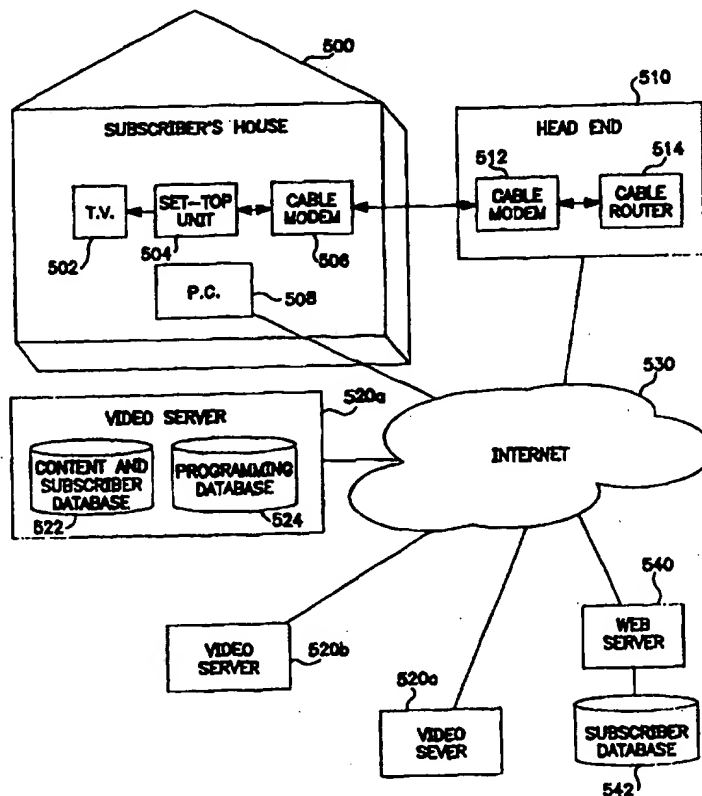 500
SUBSCRIBER'S HOUSE
T.V.
502
SET-TOP
UNIT
504
CABLE
MODEM
506
P.C.
508
510
HEAD END
512
CABLE
MODEM
514
CABLE
ROUTER
520a
VIDEO SERVER
CONTENT AND
SUBSCRIBER
DATABASE
522
PROGRAMMING
DATABASE
524
530
INTERNET
VIDEO
SERVER
520b
520c
VIDEO
SEVER
540
WEB
SERVER
SUBSCRIBER
DATABASE
542